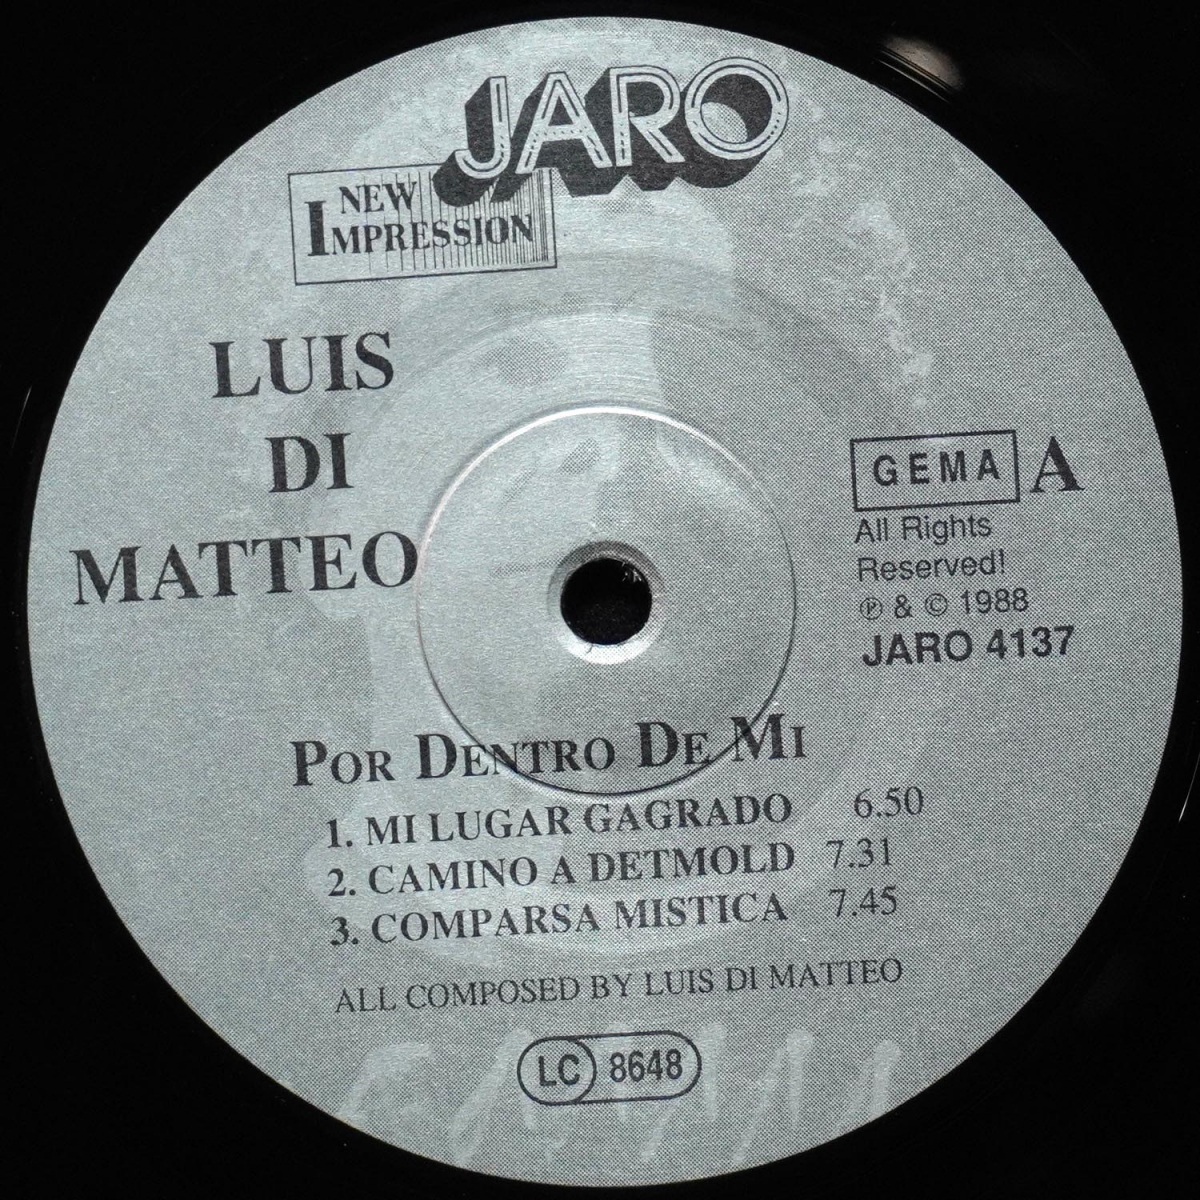 JARO
NEW
IMPRESSION
LUIS
DI
MATTEO
GEMA A
All Rights
Reserved!
℗ & © 1988
JARO 4137
POR DENTRO DE MI
1. MI LUGAR GAGRADO 6.50
2. CAMINO A DETMOLD 7.31
3. COMPARSA MISTICA 7.45
ALL COMPOSED BY LUIS DI MATTEO
LC 8648